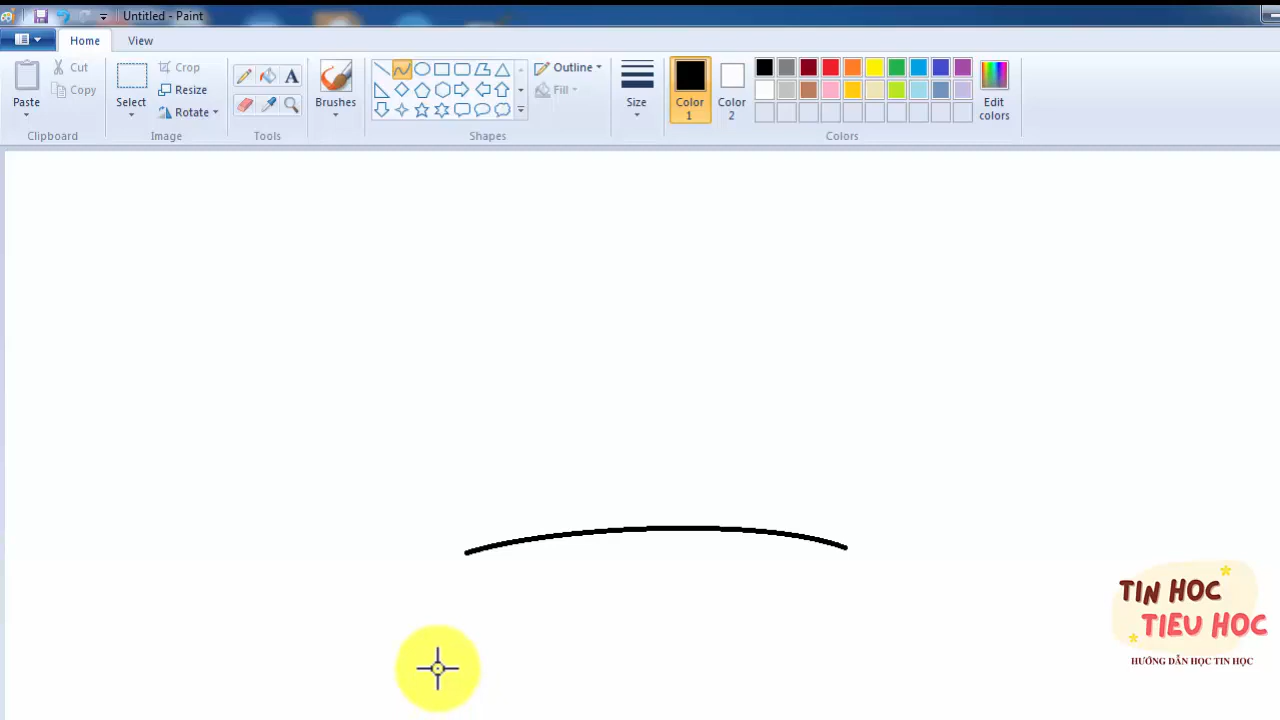 Untitled - Paint
Home View
Paste
Cut
Copy
Clipboard
Select
Crop
Resize
Rotate
Image
A
Tools
Brushes
Outline
Fill
Shapes
Size
Color
1
Color
2
Edit
colors
Colors
TIN HOC
TIEU HOC
HƯỚNG DẪN HỌC TIN HỌC